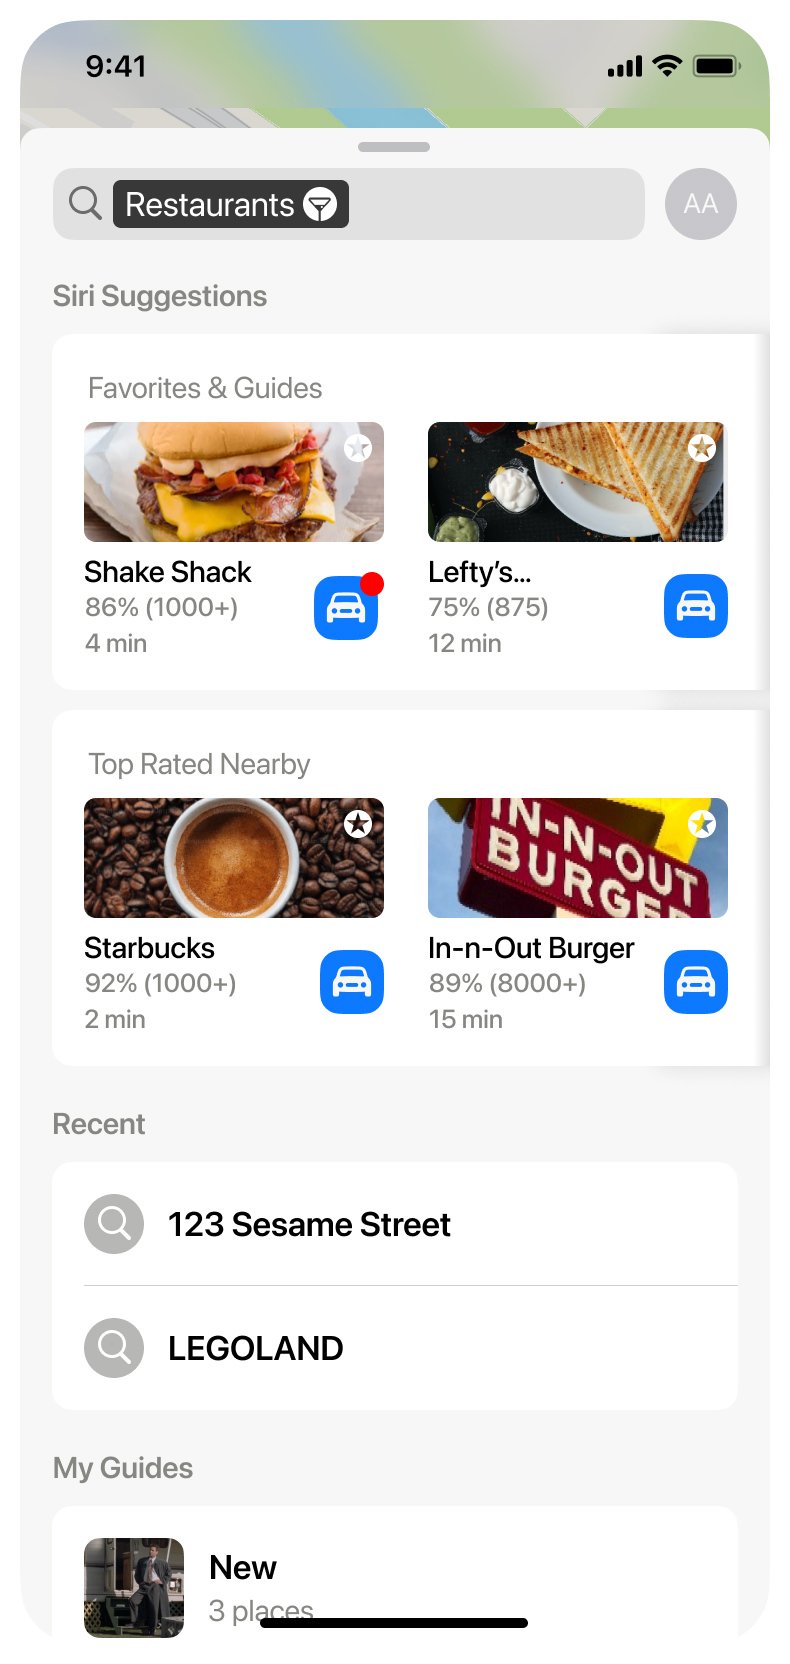 9:41
Restaurants
AA
Siri Suggestions
Favorites & Guides
Shake Shack
86% (1000+)
4 min
Lefty’s...
75% (875)
12 min
Top Rated Nearby
IN-N-OUT
BURGER
Starbucks
92% (1000+)
2 min
In-n-Out Burger
89% (8000+)
15 min
Recent
123 Sesame Street
LEGOLAND
My Guides
New
3 places